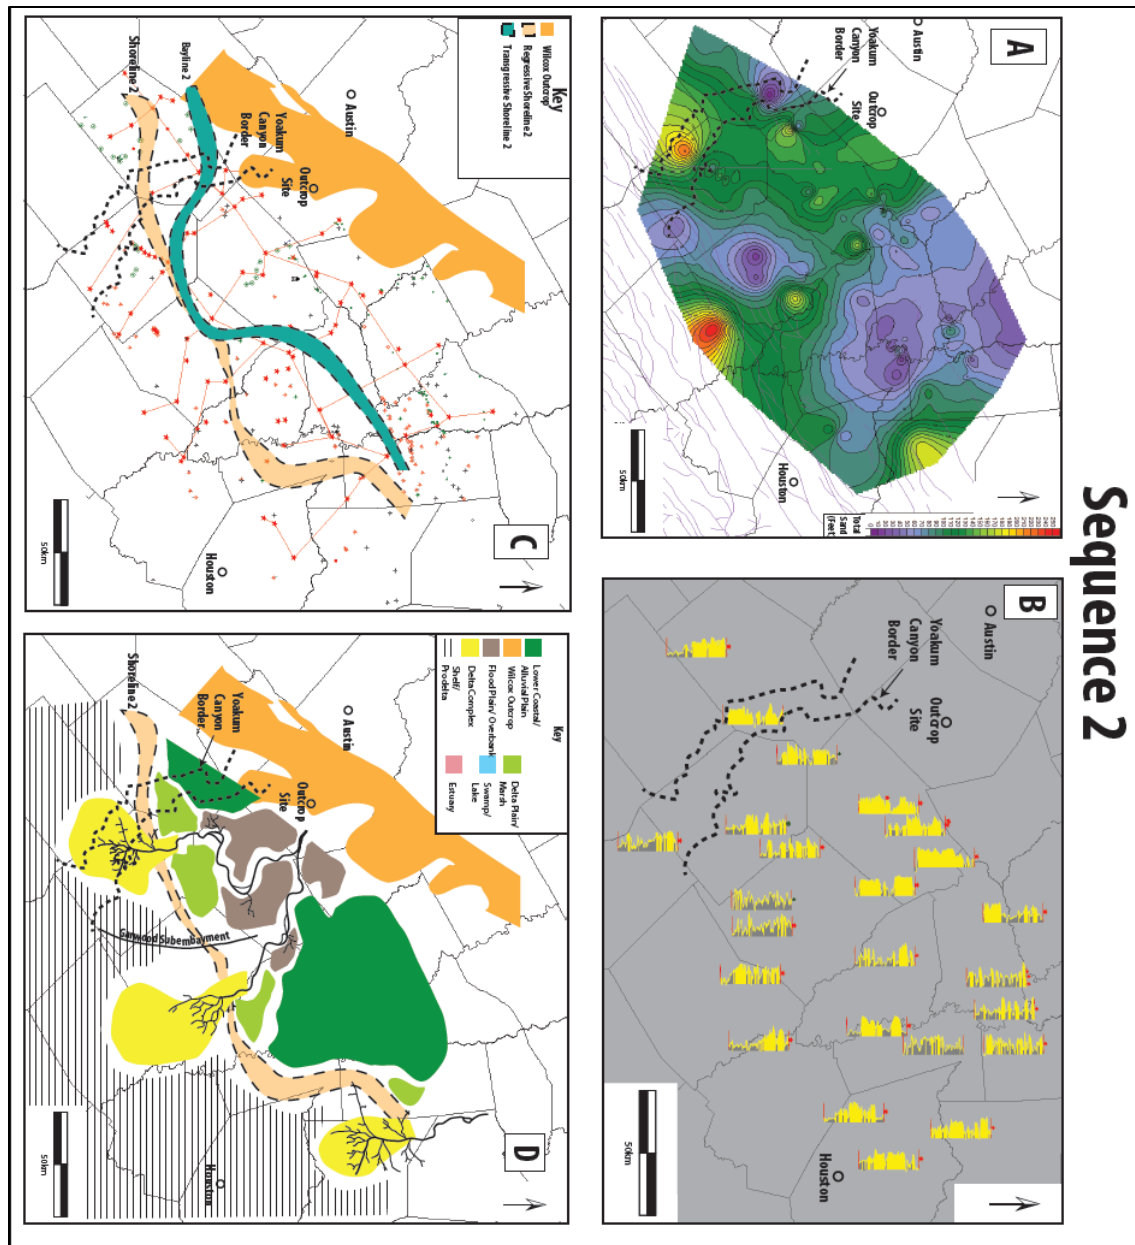 Sequence 2
A
Austin
Yoakum
Canyon
Border
Outcrop
Site
Houston
50km
Total
Sand
(Feet)
B
Austin
Yoakum
Canyon
Border
Outcrop
Site
Houston
50km
C
Key
Wilcox Outcrop
Regressive Shoreline 2
Transgressive Shoreline 2
Austin
Outcrop
Site
Yoakum
Canyon
Border
Bayline 2
Shoreline 2
Houston
50km
D
Key
Lower Coastal/
Alluvial Plain
Wilcox Outcrop
Flood Plain/ Overbank
Delta Complex
Shelf/
Prodelta
Delta Plain/
Marsh
Swamp/
Lake
Estuary
Austin
Outcrop
Site
Yoakum
Canyon
Border
Shoreline 2
Garwood Subembayment
Houston
50km